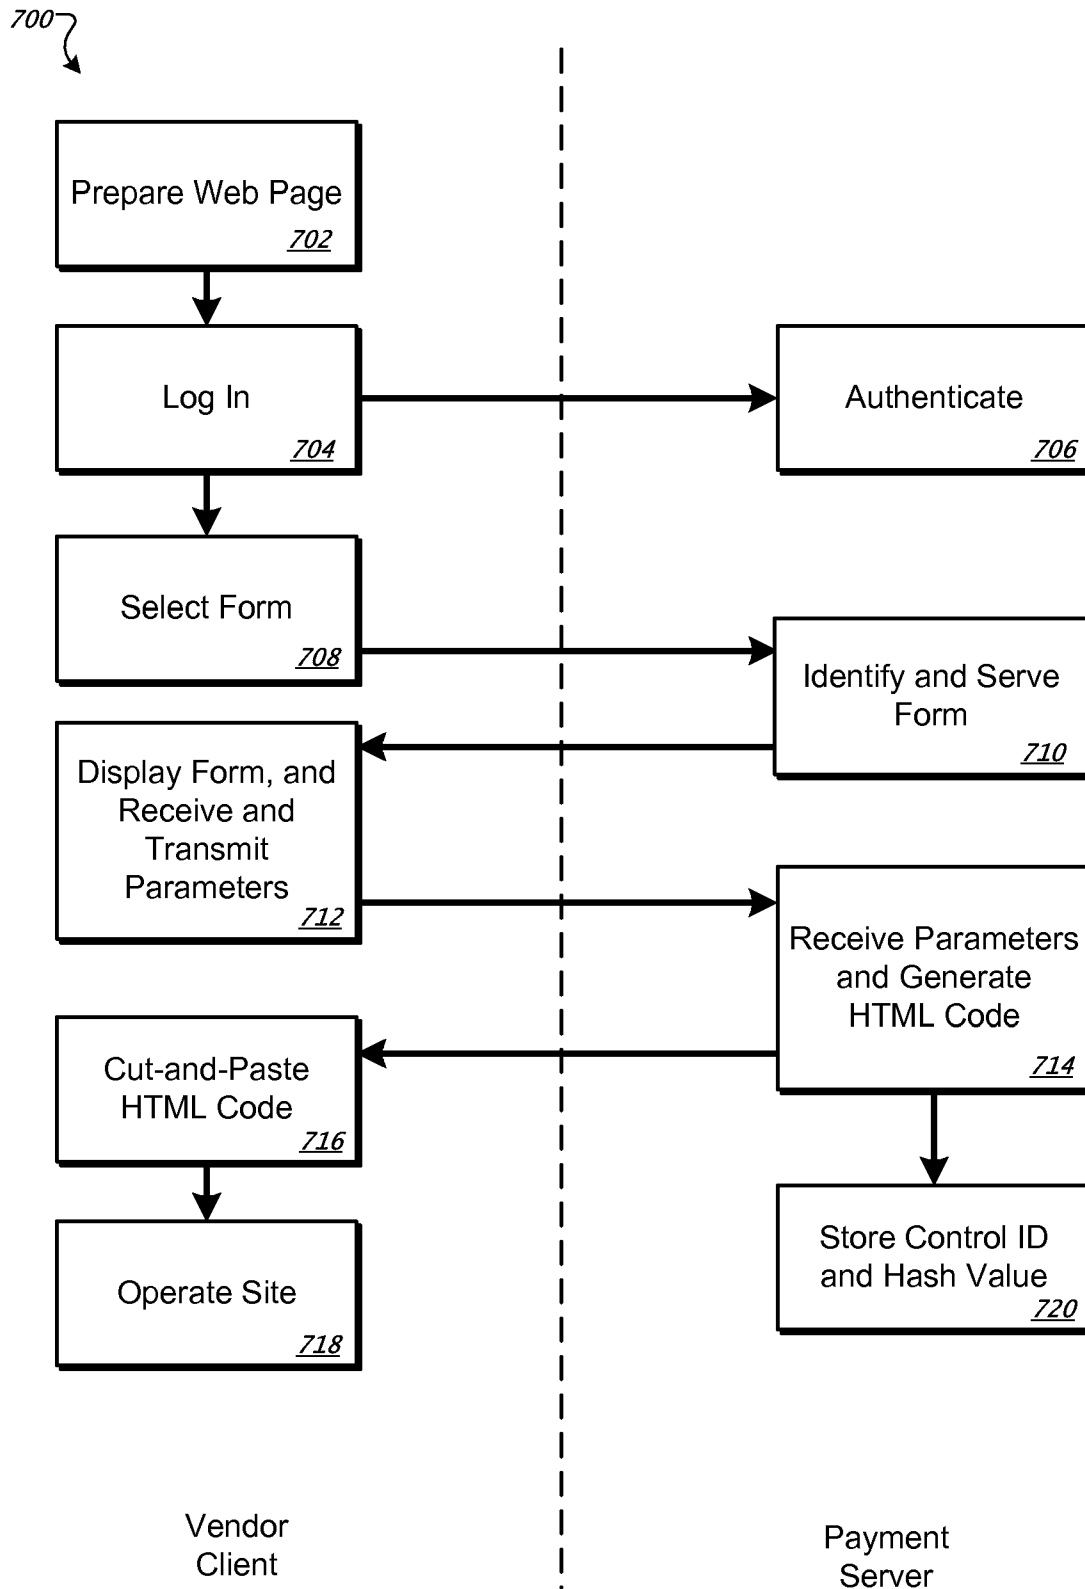 700
Prepare Web Page
702
Log In
704
Authenticate
706
Select Form
708
Identify and Serve
Form
710
Display Form, and
Receive and
Transmit
Parameters
712
Receive Parameters
and Generate
HTML Code
714
Cut-and-Paste
HTML Code
716
Store Control ID
and Hash Value
720
Operate Site
718
Vendor
Client
Payment
Server